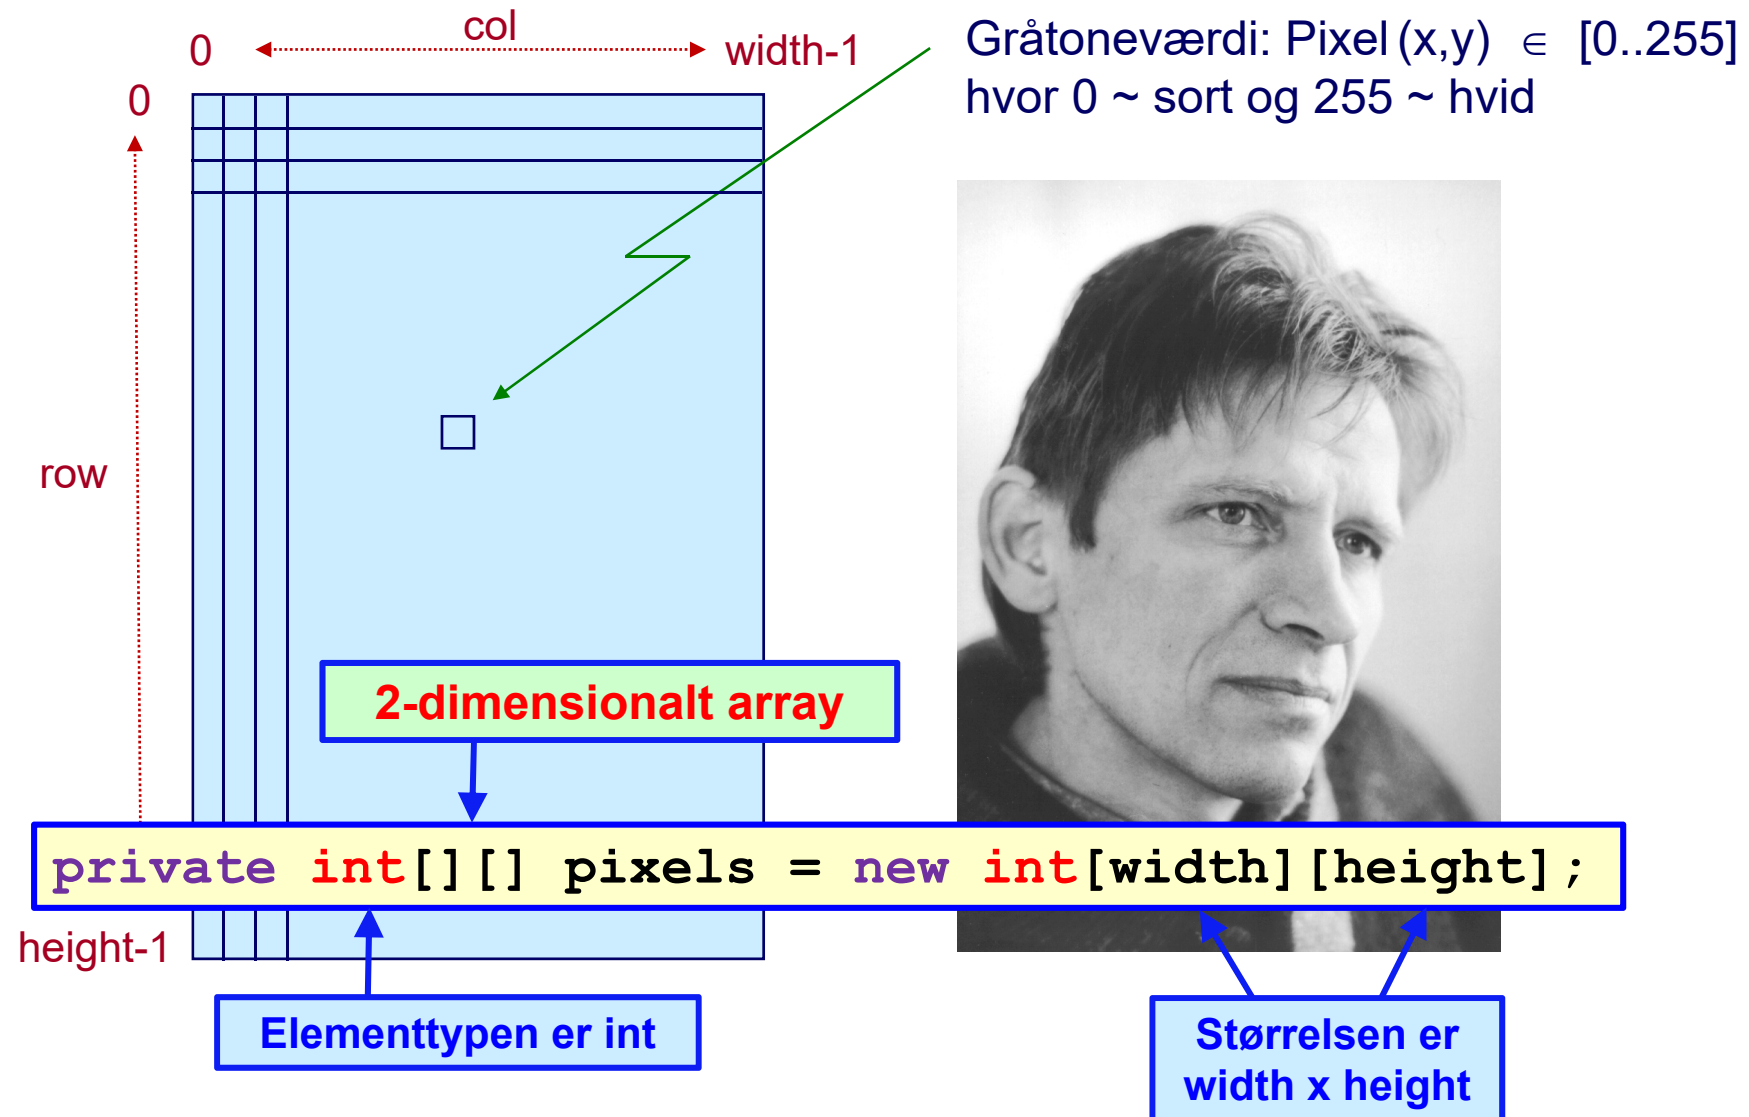 col
0
width-1
Gråtoneværdi: Pixel (x,y) ∈ [0..255]
hvor 0 ~ sort og 255 ~ hvid
0
row
2-dimensionalt array
private int[][] pixels = new int[width][height];
height-1
Elementtypen er int
Størrelsen er
width x height